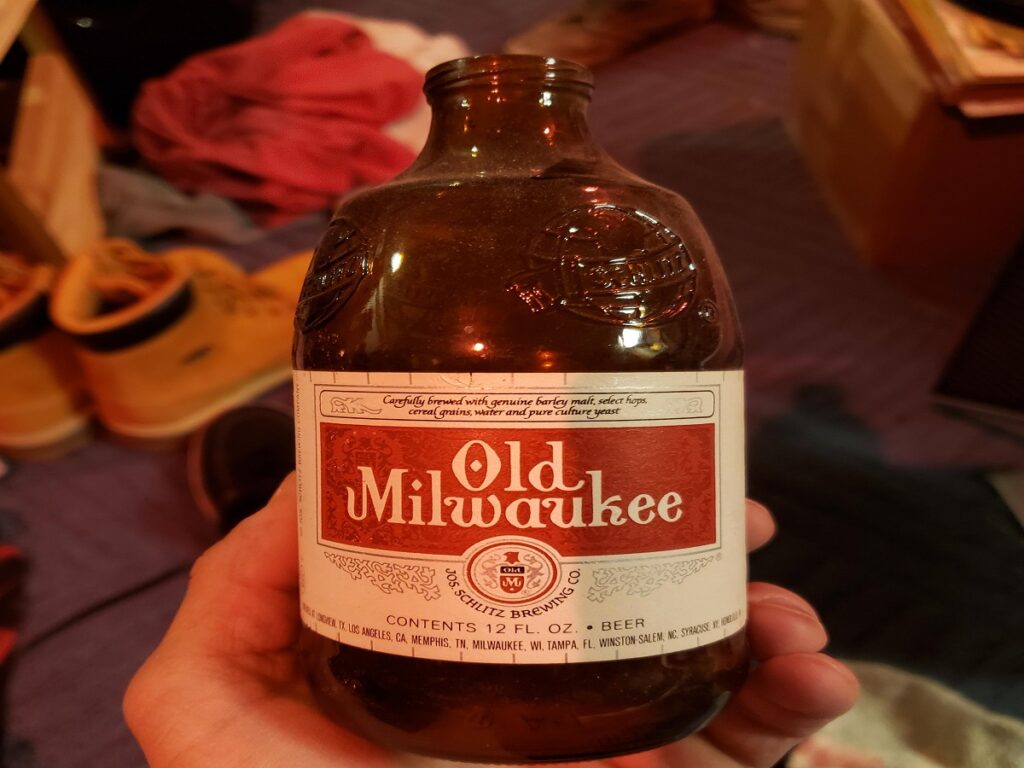 Carefully brewed with genuine barley malt, select hops,
cereal grains, water and pure culture yeast
Old
Milwaukee
OLD
M
JOS. SCHLITZ BREWING CO.
CONTENTS 12 FL. OZ. • BEER
LONGVIEW, TX, LOS ANGELES, CA, MEMPHIS, TN, MILWAUKEE, WI, TAMPA, FL, WINSTON-SALEM, NC, SYRACUSE, NY, HONOLULU